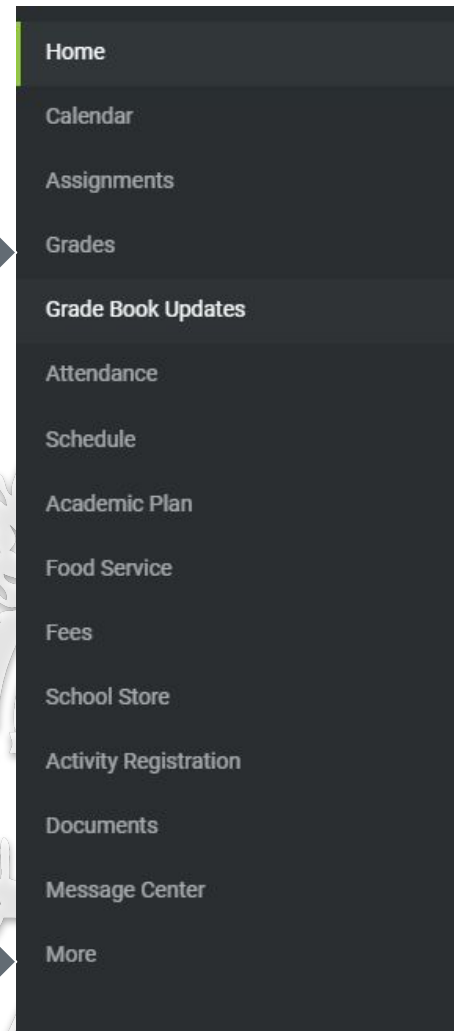 Home
Calendar
Assignments
Grades
Grade Book Updates
Attendance
Schedule
Academic Plan
Food Service
Fees
School Store
Activity Registration
Documents
Message Center
More